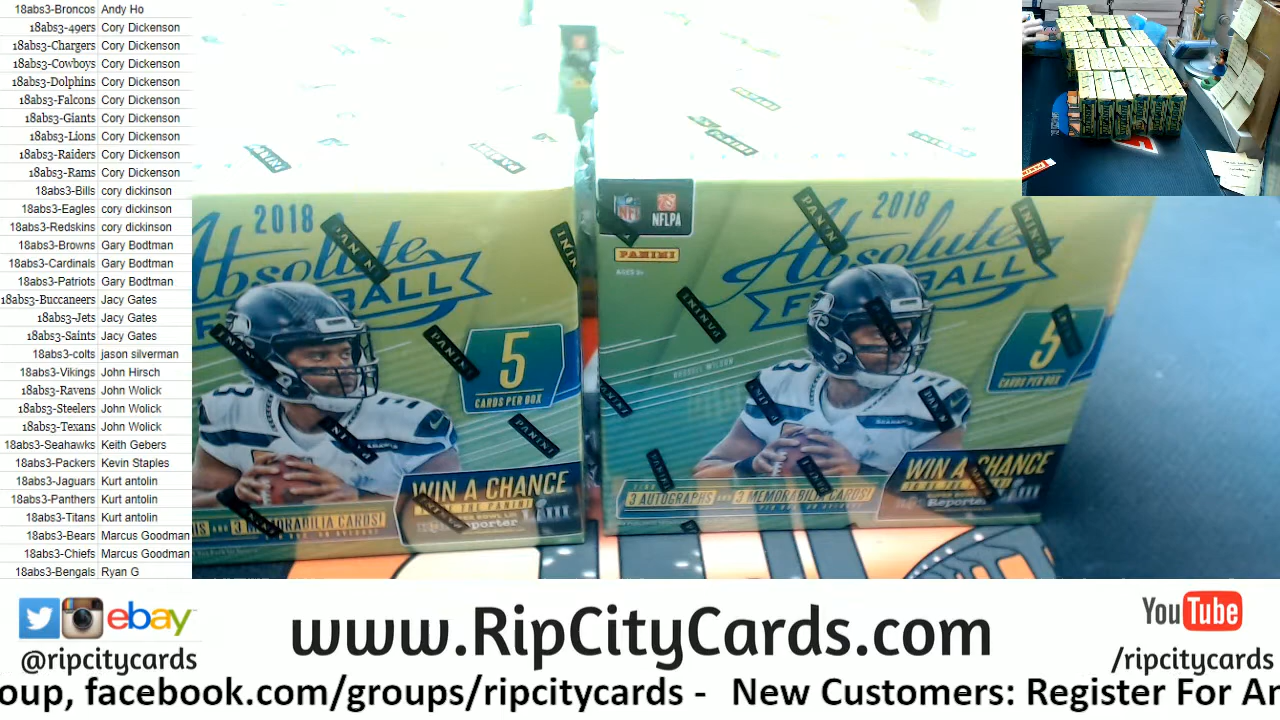 18abs3-Broncos Andy Ho
18abs3-49ers Cory Dickenson
18abs3-Chargers Cory Dickenson
18abs3-Cowboys Cory Dickenson
18abs3-Dolphins Cory Dickenson
18abs3-Falcons Cory Dickenson
18abs3-Giants Cory Dickenson
18abs3-Lions Cory Dickenson
18abs3-Raiders Cory Dickenson
18abs3-Rams Cory Dickenson
18abs3-Bills cory dickinson
18abs3-Eagles cory dickinson
18abs3-Redskins cory dickinson
18abs3-Browns Gary Bodtman
18abs3-Cardinals Gary Bodtman
18abs3-Patriots Gary Bodtman
18abs3-Buccaneers Jacy Gates
18abs3-Jets Jacy Gates
18abs3-Saints Jacy Gates
18abs3-colts jason silverman
18abs3-Vikings John Hirsch
18abs3-Ravens John Wolick
18abs3-Steelers John Wolick
18abs3-Texans John Wolick
18abs3-Seahawks Keith Gebers
18abs3-Packers Kevin Staples
18abs3-Jaguars Kurt antolin
18abs3-Panthers Kurt antolin
18abs3-Titans Kurt antolin
18abs3-Bears Marcus Goodman
18abs3-Chiefs Marcus Goodman
18abs3-Bengals Ryan G
2018
Absolute
FOOTBALL
5
CARDS PER BOX
WIN A CHANCE
3 MEMORABILIA CARDS!
NFL NFLPA
PANINI
AGES 9+
2018
Absolute
FOOTBALL
RUSSELL WILSON
5
CARDS PER BOX
3 AUTOGRAPHS AND 3 MEMORABILIA CARDS!
WIN A CHANCE
Reporter
PANINI
ebay
@ripcitycards
www.RipCityCards.com
YouTube
/ripcitycards
oup, facebook.com/groups/ripcitycards - New Customers: Register For Ar